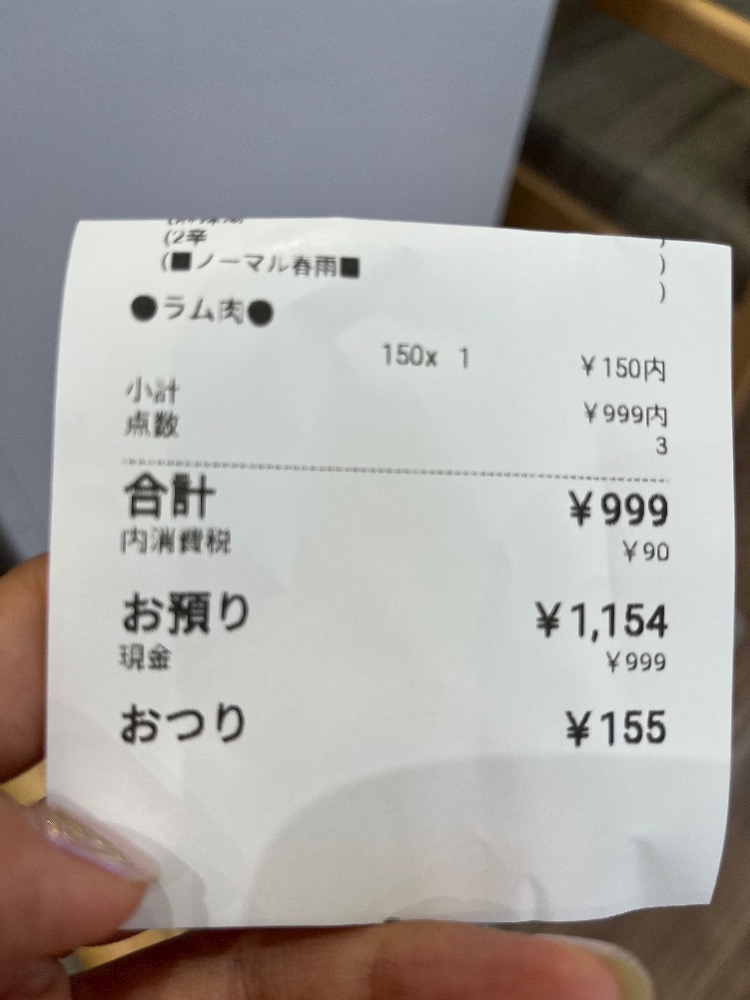 (2辛 )
(■ノーマル春雨■ )
)
●ラム肉●
150x 1 ¥150内
小計 ¥999内
点数 3
合計 ¥999
内消費税 ¥90
お預り ¥1,154
現金 ¥999
おつり ¥155